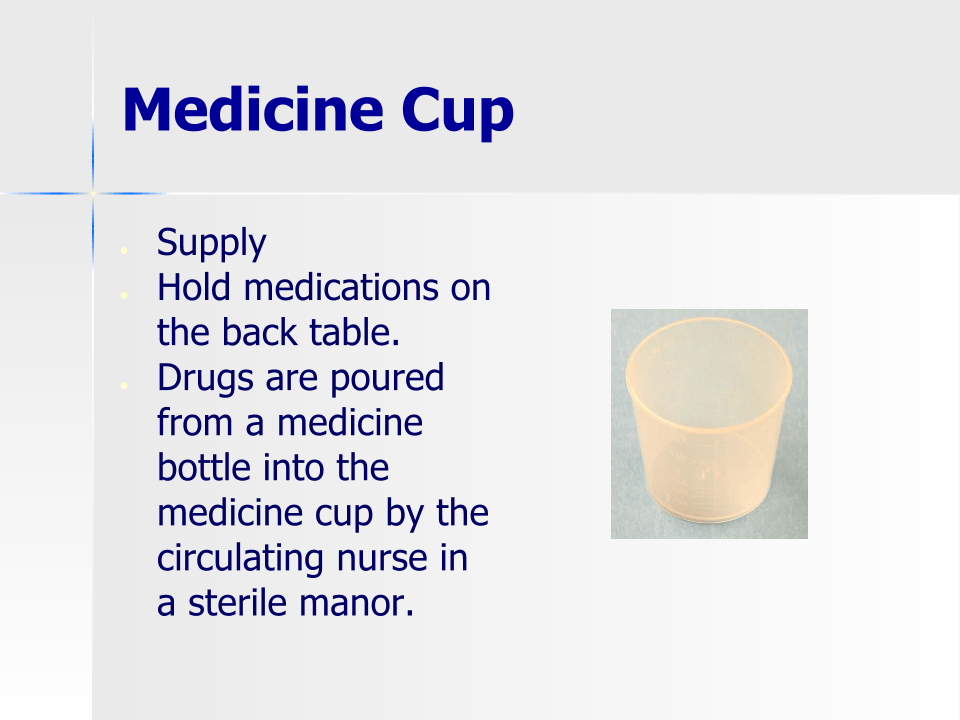 Medicine Cup
Supply
Hold medications on
the back table.
Drugs are poured
from a medicine
bottle into the
medicine cup by the
circulating nurse in
a sterile manor.